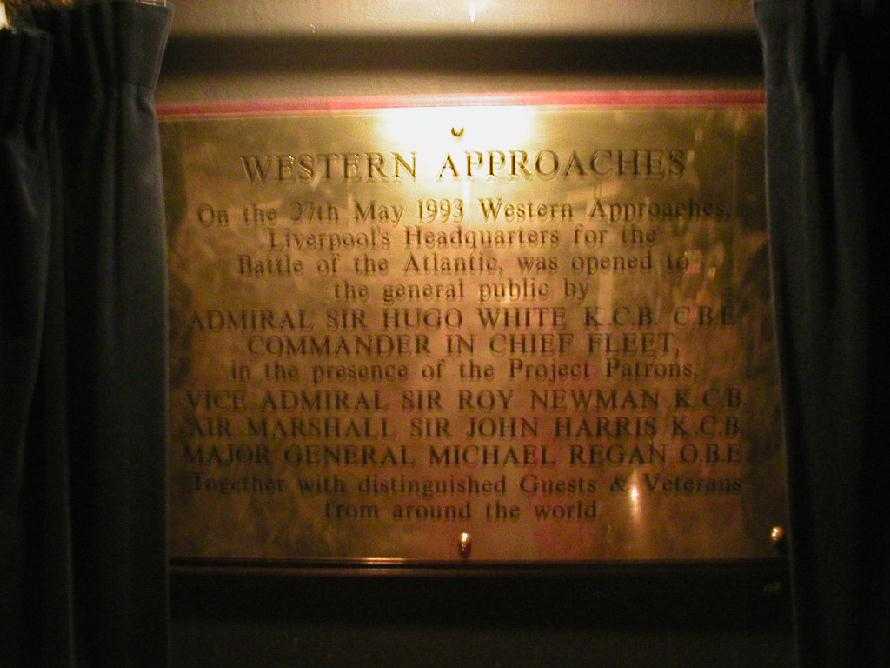 WESTERN APPROACHES
On the 27th May 1993 Western Approaches,
Liverpool's Headquarters for the
Battle of the Atlantic, was opened to
the general public by
ADMIRAL SIR HUGO WHITE K.C.B. C.B.E.
COMMANDER IN CHIEF FLEET,
in the presence of the Project Patrons,
VICE ADMIRAL SIR ROY NEWMAN K.C.B.
AIR MARSHALL SIR JOHN HARRIS K.C.B.
MAJOR GENERAL MICHAEL REGAN O.B.E
Together with distinguished Guests & Veterans
from around the world